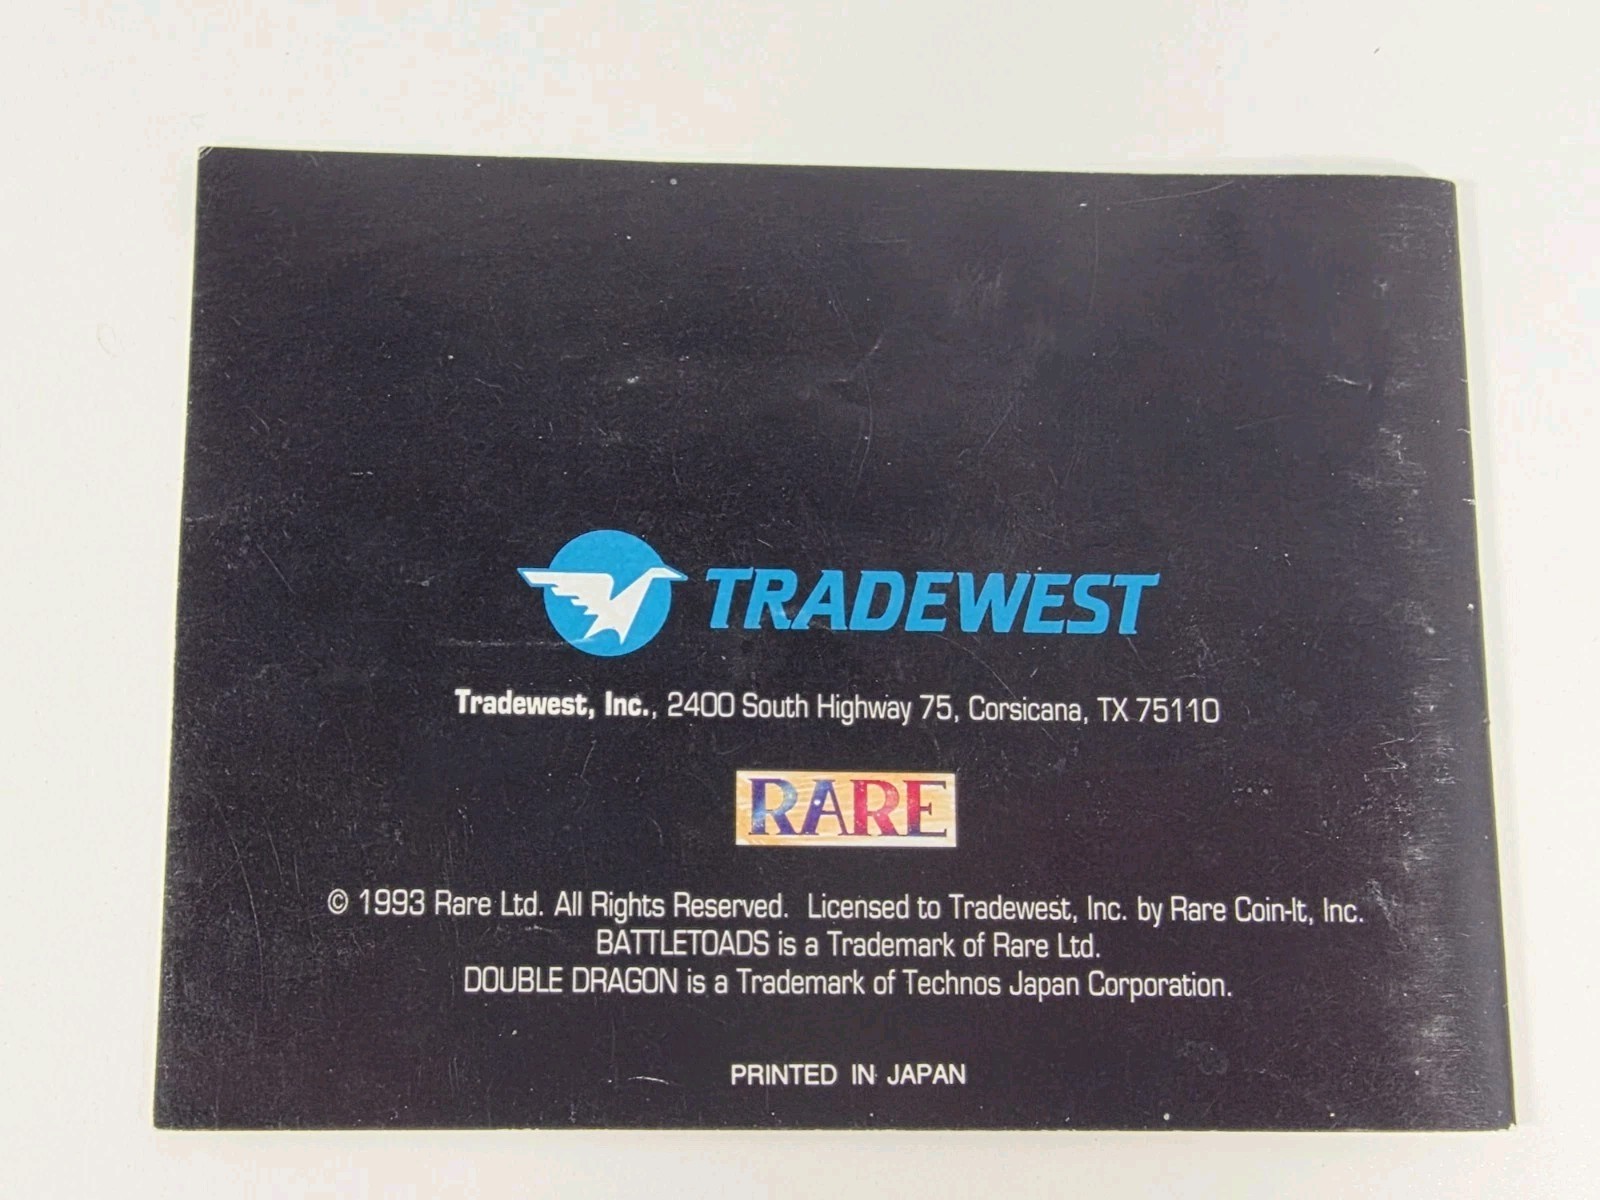 TRADEWEST
Tradewest, Inc., 2400 South Highway 75, Corsicana, TX 75110
RARE
© 1993 Rare Ltd. All Rights Reserved. Licensed to Tradewest, Inc. by Rare Coin-It, Inc.
BATTLETOADS is a Trademark of Rare Ltd.
DOUBLE DRAGON is a Trademark of Technos Japan Corporation.
PRINTED IN JAPAN